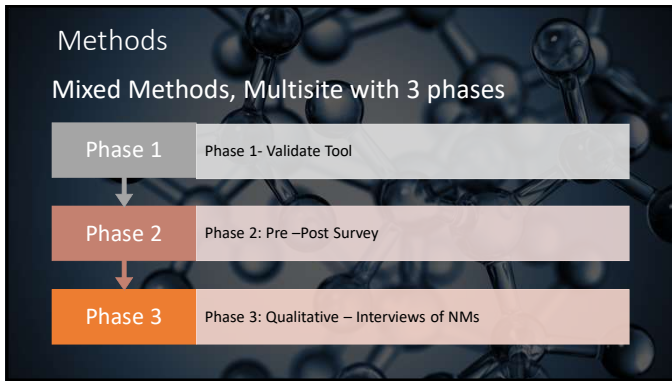 Methods
Mixed Methods, Multisite with 3 phases
Phase 1
Phase 1- Validate Tool
Phase 2
Phase 2: Pre –Post Survey
Phase 3
Phase 3: Qualitative – Interviews of NMs